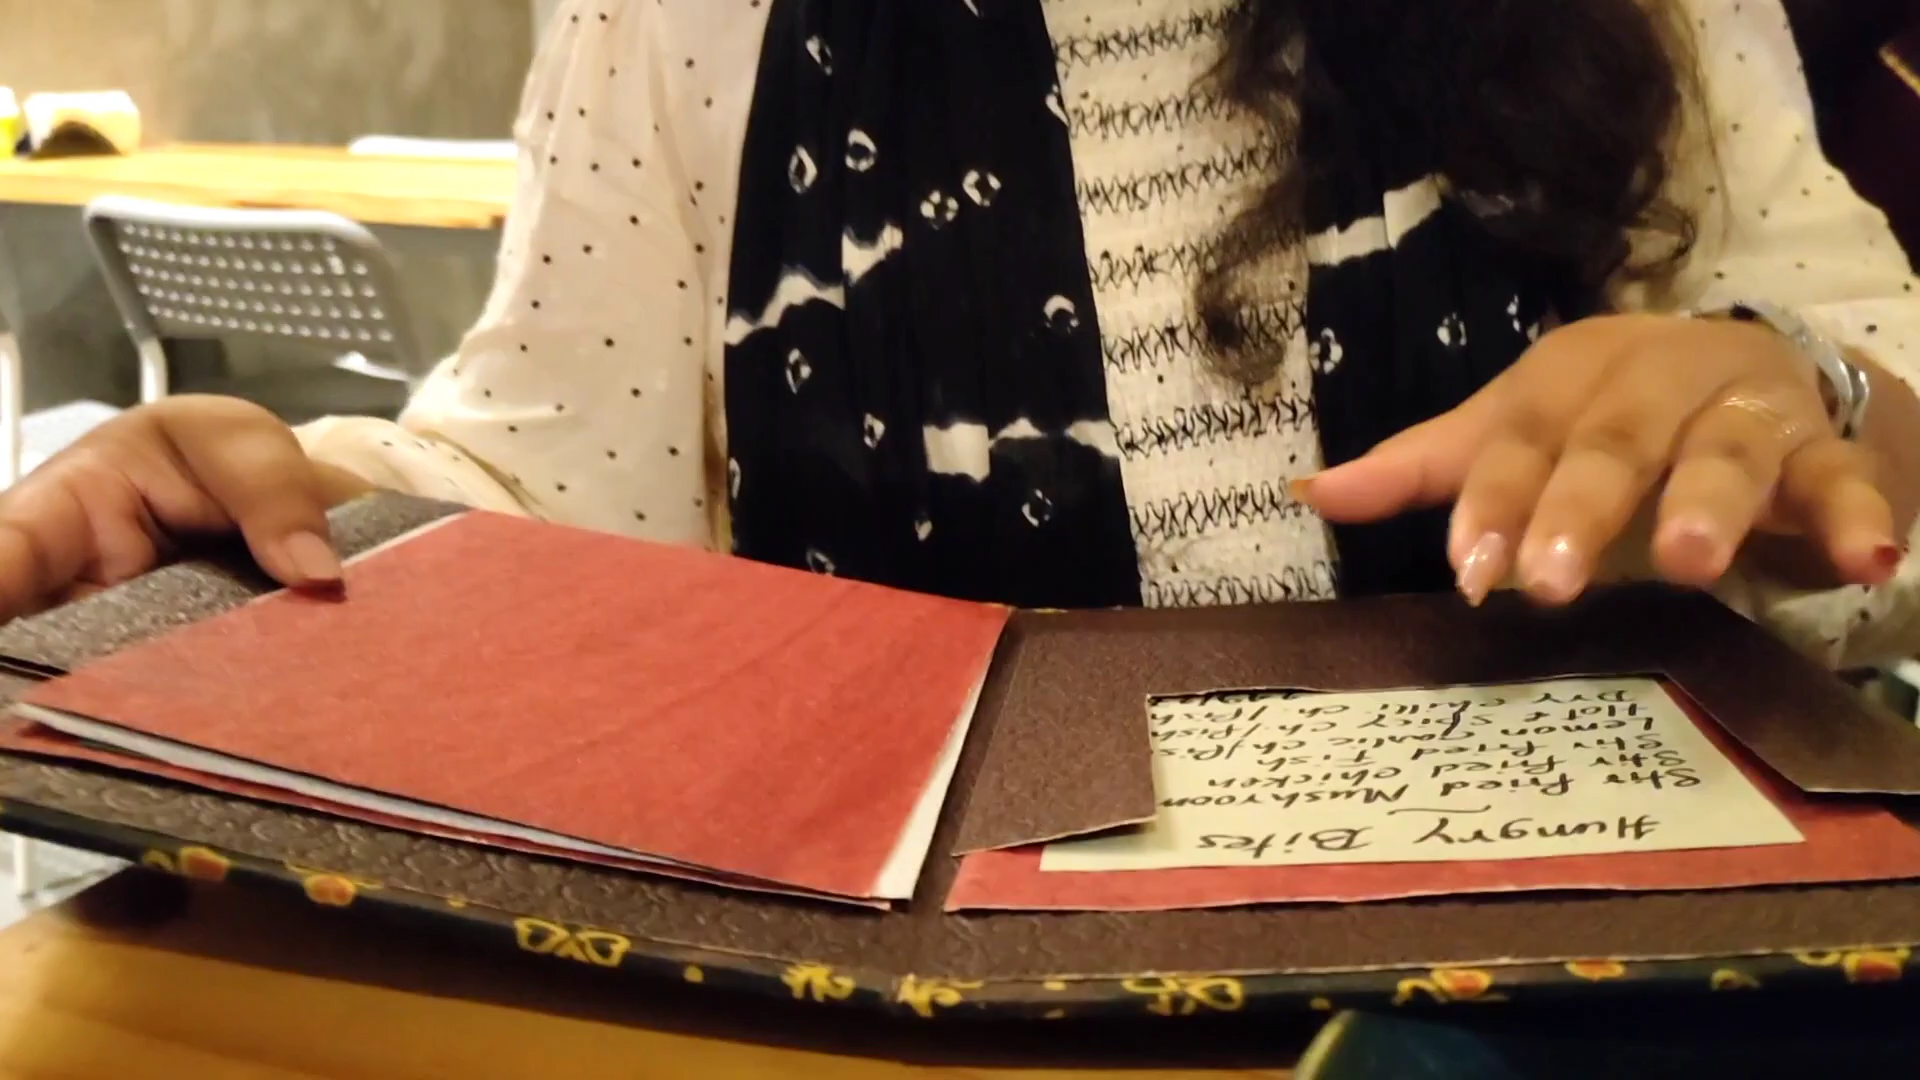 Hungry Bites
Stir fried Mushroom
Stir fried chicken
Stir fried Fish
Lemon garlic ch/
Hot & spicy ch/Fish
Dry chilli ch/Fish